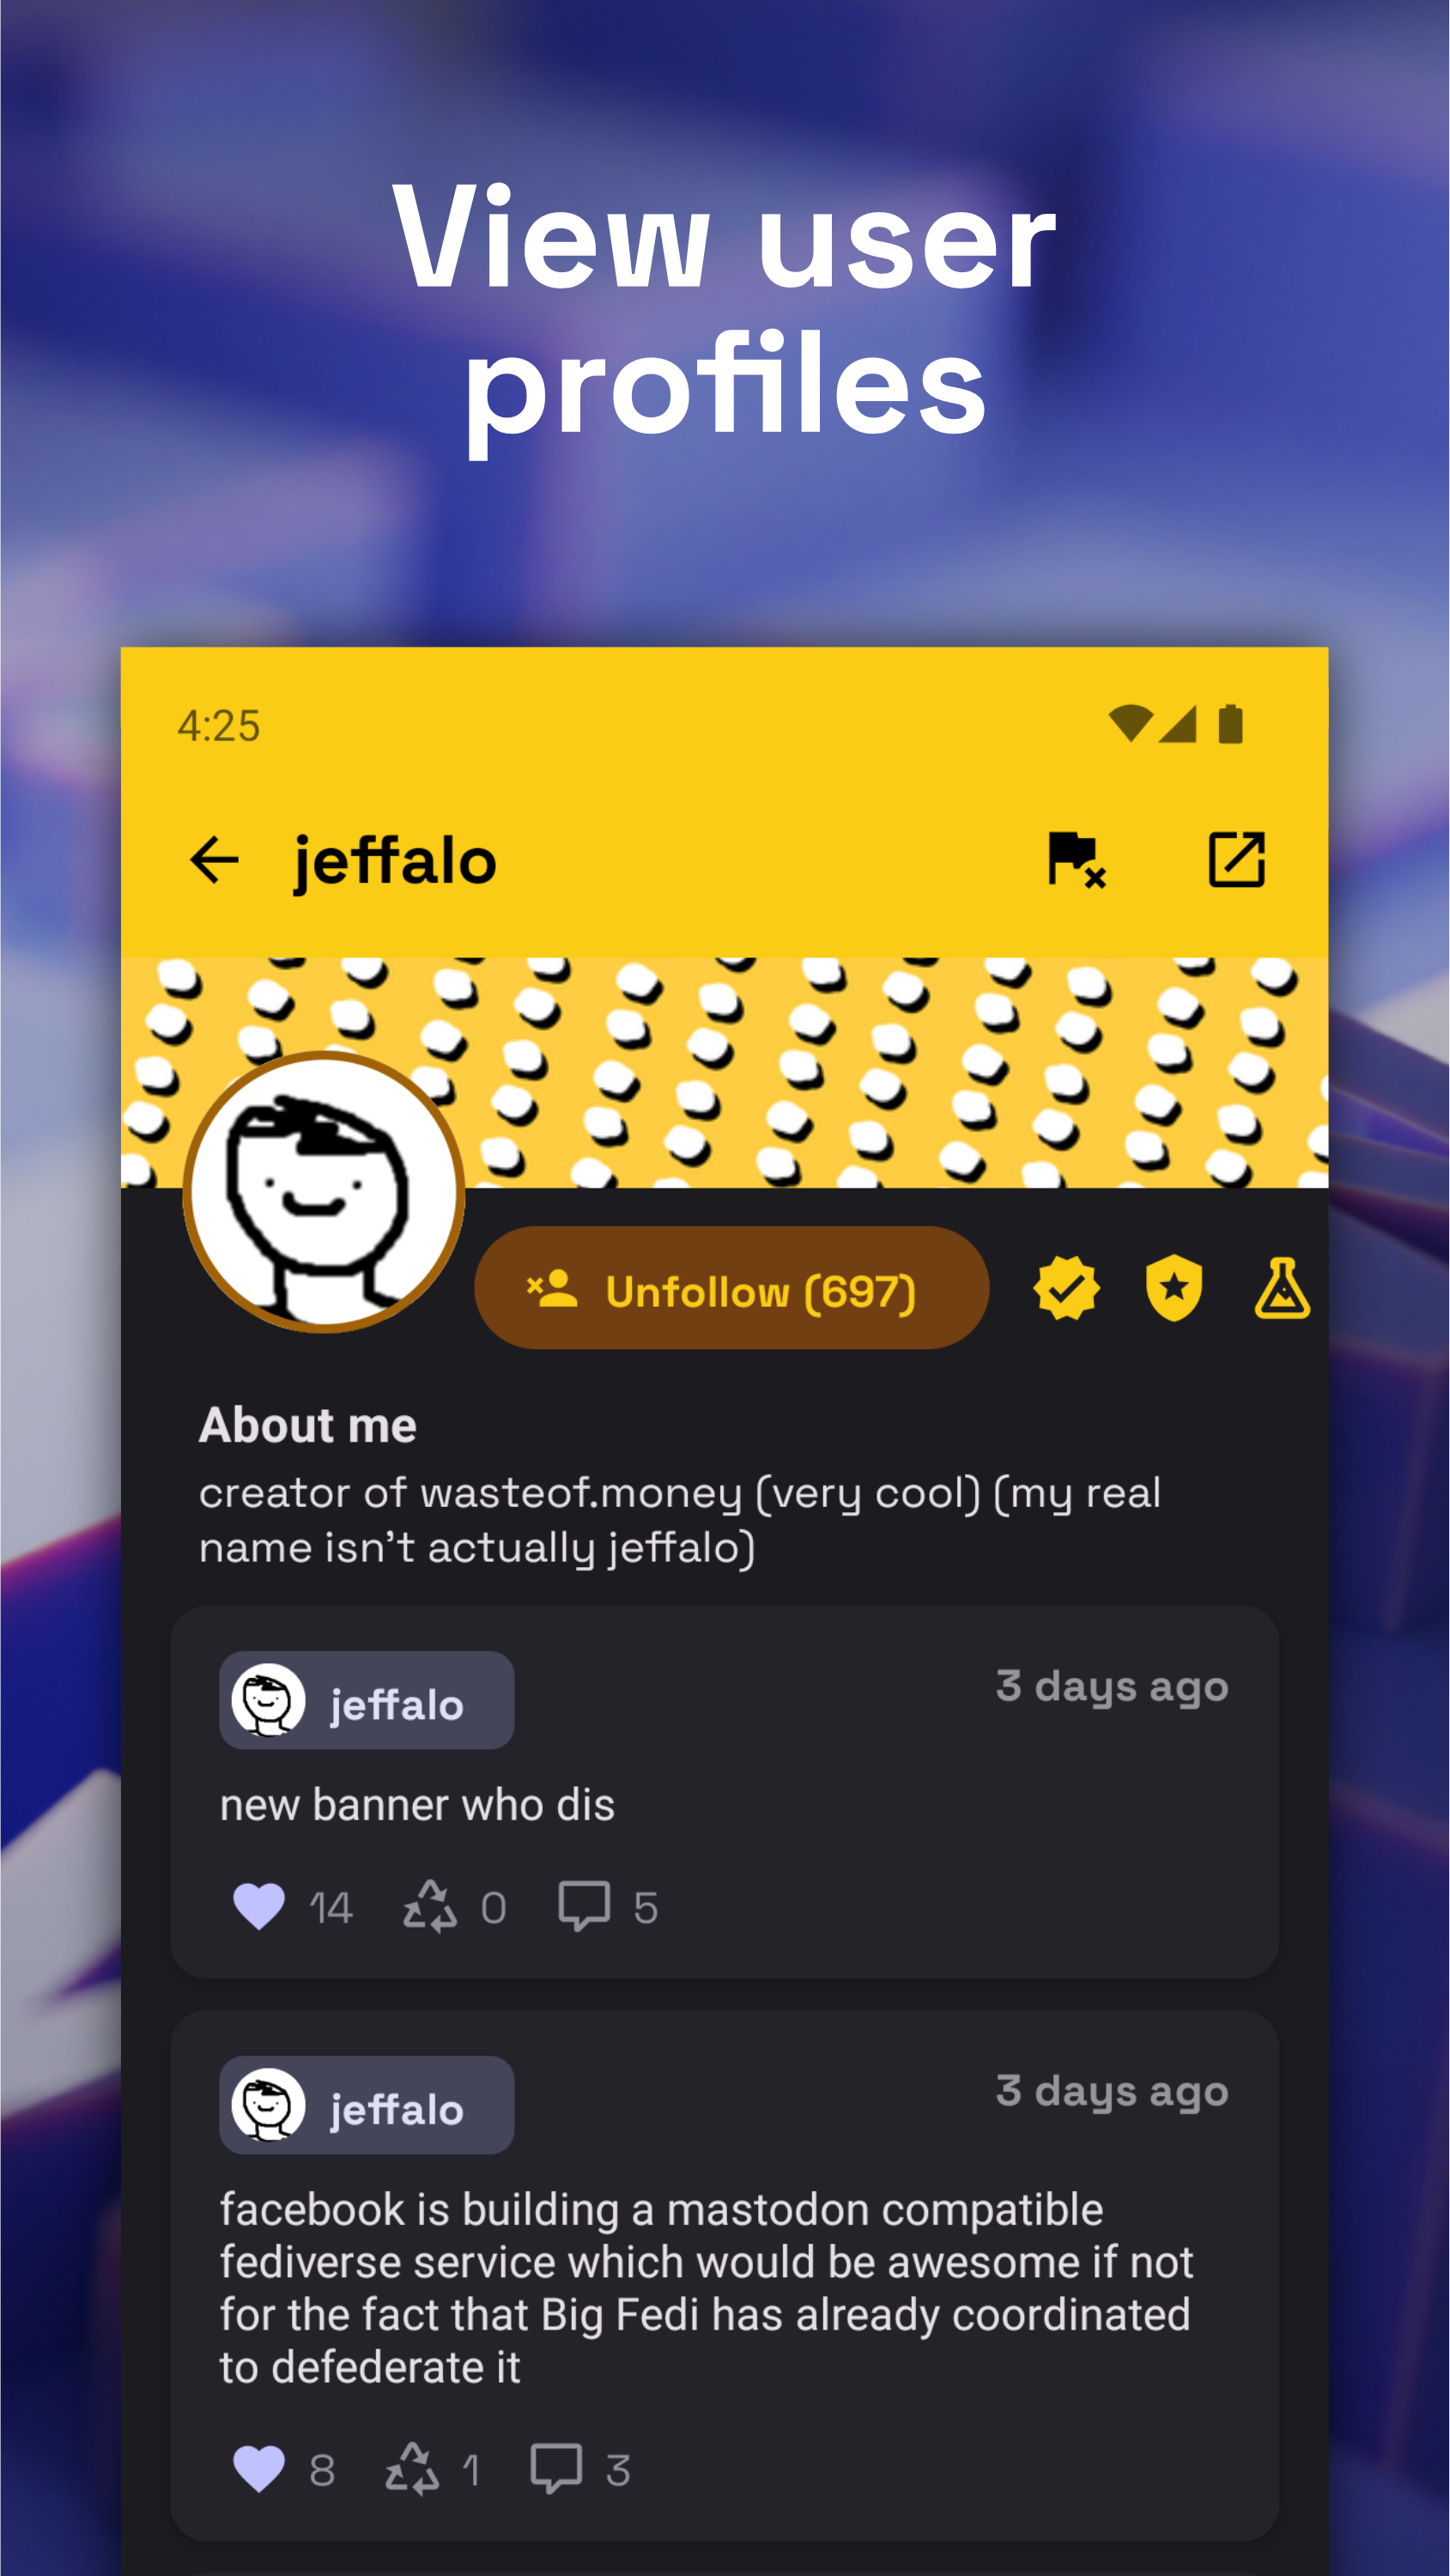 View user
profiles
4:25
jeffalo
Unfollow (697)
About me
creator of wasteof.money (very cool) (my real
name isn't actually jeffalo)
jeffalo
3 days ago
new banner who dis
14 0 5
jeffalo
3 days ago
facebook is building a mastodon compatible
fediverse service which would be awesome if not
for the fact that Big Fedi has already coordinated
to defederate it
8 1 3